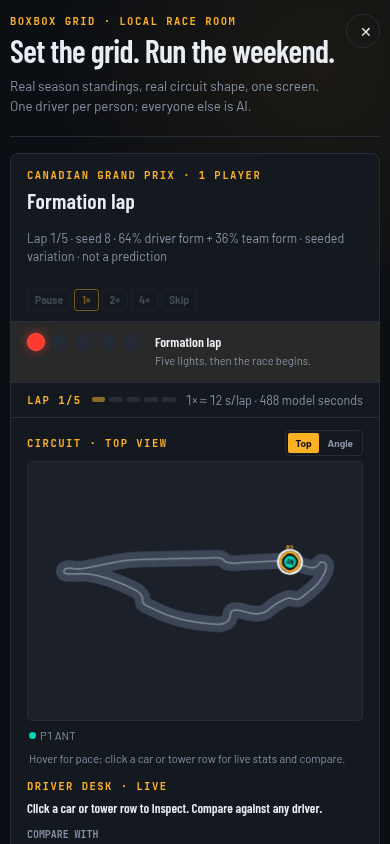 BOXBOX GRID · LOCAL RACE ROOM
Set the grid. Run the weekend.
×
Real season standings, real circuit shape, one screen.
One driver per person; everyone else is AI.
CANADIAN GRAND PRIX · 1 PLAYER
Formation lap
Lap 1/5 · seed 8 · 64% driver form + 36% team form · seeded
variation · not a prediction
Pause 1× 2× 4× Skip
Formation lap
Five lights, then the race begins.
LAP 1/5 1× ≈ 12 s/lap · 488 model seconds
CIRCUIT · TOP VIEW Top Angle
P1 ANT
Hover for pace; click a car or tower row for live stats and compare.
DRIVER DESK · LIVE
Click a car or tower row to Inspect. Compare against any driver.
COMPARE WITH